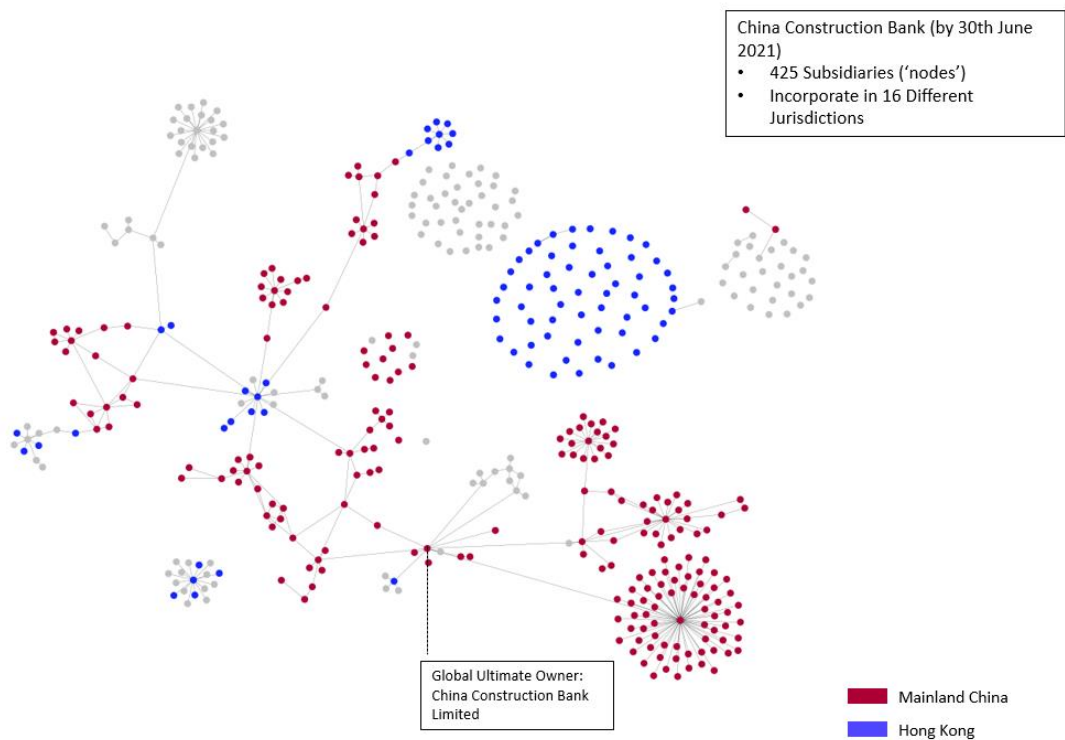 China Construction Bank (by 30th June
2021)
• 425 Subsidiaries (‘nodes’)
• Incorporate in 16 Different
Jurisdictions
Global Ultimate Owner:
China Construction Bank
Limited
Mainland China
Hong Kong